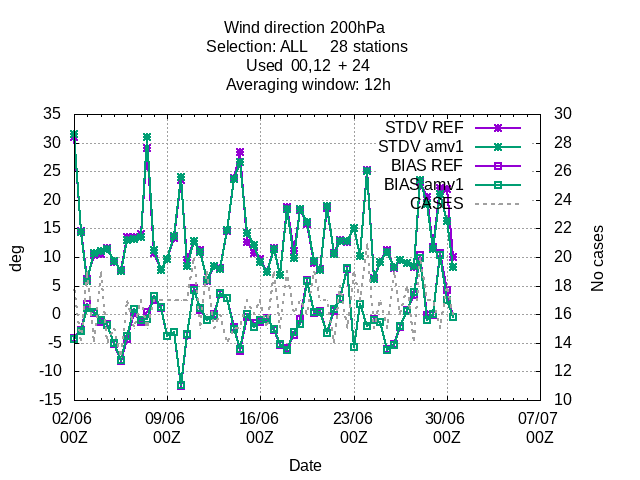 Wind direction 200hPa
Selection: ALL 28 stations
Used 00,12 + 24
Averaging window: 12h
35 30
30 28
25 26
20 24
15 22
10 20
5 18
0 16
-5 14
-10 12
-15 10
STDV REF
STDV amv1
BIAS REF
BIAS amv1
CASES
deg
No cases
02/06 09/06 16/06 23/06 30/06 07/07
00Z 00Z 00Z 00Z 00Z 00Z
Date